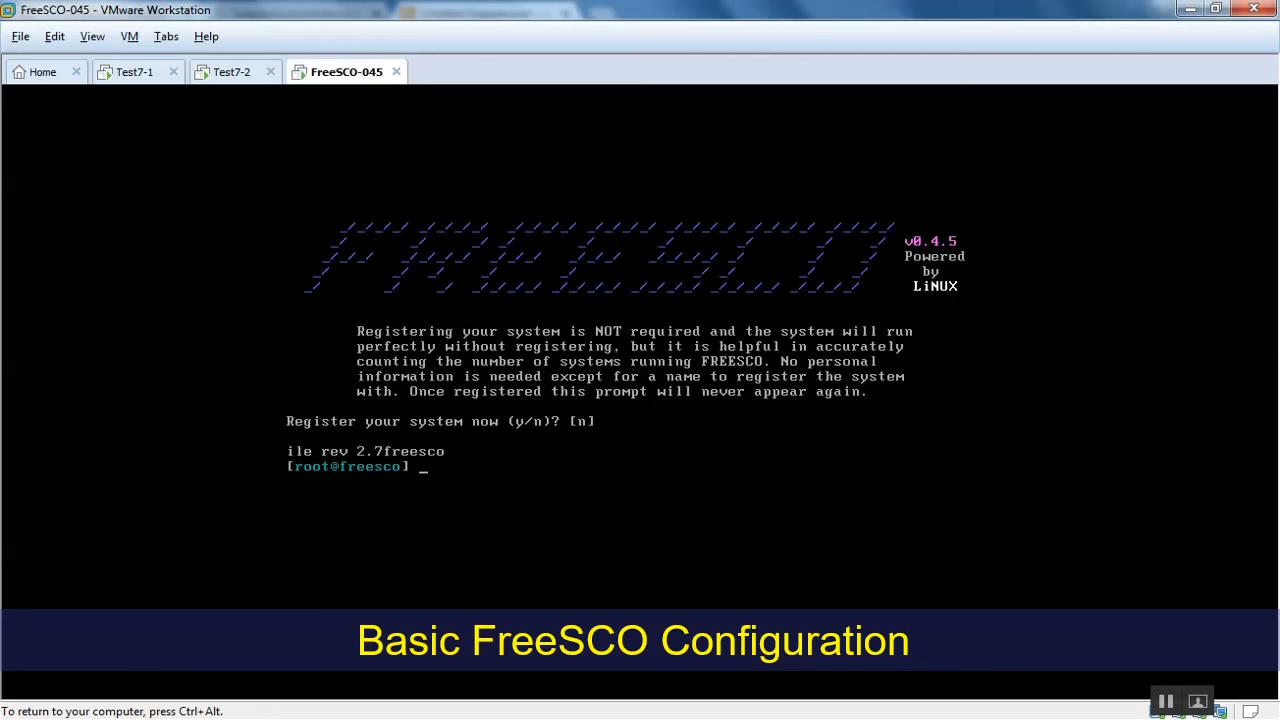 FreeSCO-045 - VMware Workstation
File Edit View VM Tabs Help
Home Test7-1 Test7-2 FreeSCO-045
FREESCO
v0.4.5
Powered
by
LiNUX
Registering your system is NOT required and the system will run
perfectly without registering, but it is helpful in accurately
counting the number of systems running FREESCO. No personal
information is needed except for a name to register the system
with. Once registered this prompt will never appear again.
Register your system now (y/n)? [n]
ile rev 2.7freesco
[root@freesco] _
Basic FreeSCO Configuration
To return to your computer, press Ctrl+Alt.